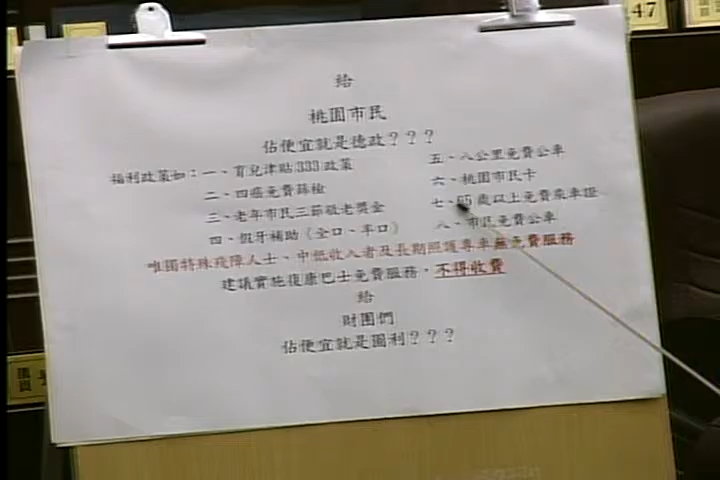 給
桃園市民
佔便宜就是德政？？？
福利政策如：一、育兒津貼333政策
二、四癌免費篩檢
三、老年市民三節敬老獎金
四、假牙補助（全口、半口）
五、八公里免費公車
六、桃園市民卡
七、65歲以上免費乘車證
八、市民免費公車
唯獨特殊殘障人士、中低收入者及長期照護專車無免費服務
建議實施復康巴士免費服務，不得收費
給
財團們
佔便宜就是圖利？？？
47
議員